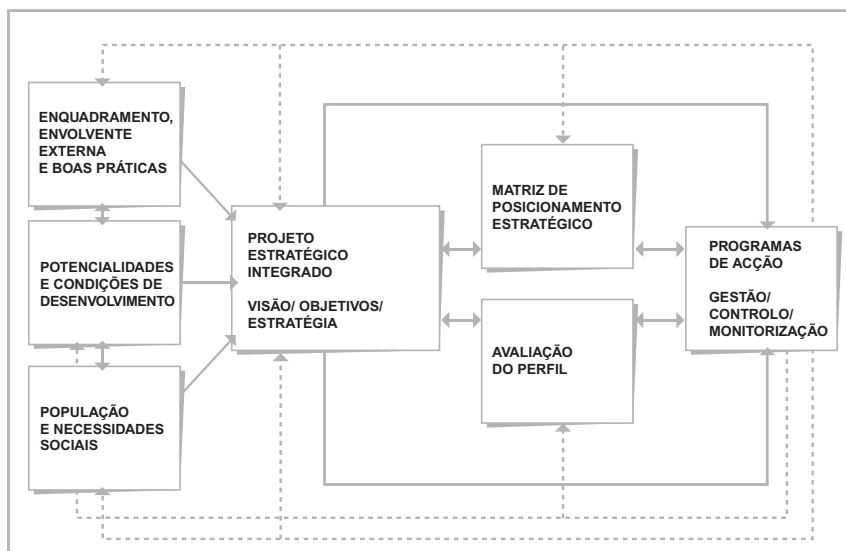 ENQUADRAMENTO,
ENVOLVENTE
EXTERNA
E BOAS PRÁTICAS
POTENCIALIDADES
E CONDIÇÕES DE
DESENVOLVIMENTO
POPULAÇÃO
E NECESSIDADES
SOCIAIS
PROJETO
ESTRATÉGICO
INTEGRADO
VISÃO/ OBJETIVOS/
ESTRATÉGIA
MATRIZ DE
POSICIONAMENTO
ESTRATÉGICO
AVALIAÇÃO
DO PERFIL
PROGRAMAS
DE ACÇÃO
GESTÃO/
CONTROLO/
MONITORIZAÇÃO